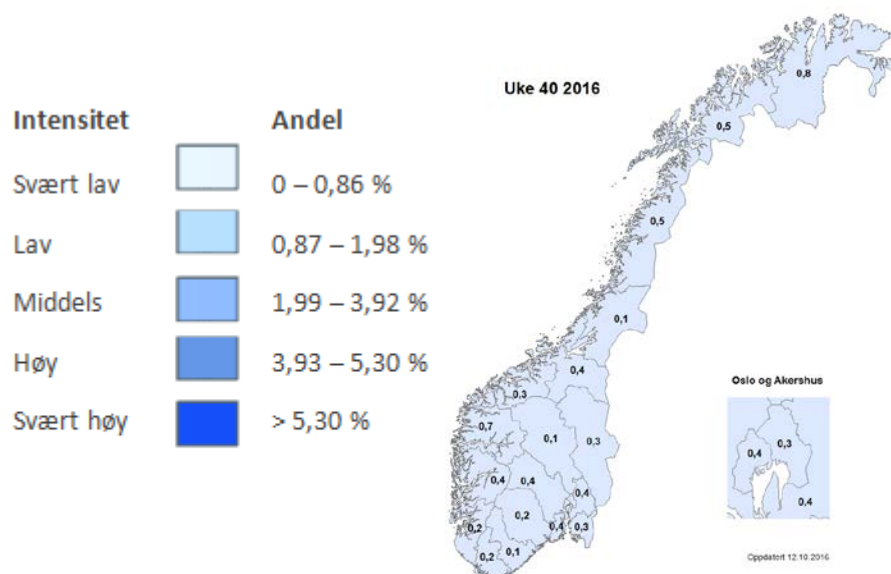 Intensitet Andel
Svært lav 0 – 0,86 %
Lav 0,87 – 1,98 %
Middels 1,99 – 3,92 %
Høy 3,93 – 5,30 %
Svært høy > 5,30 %
Uke 40 2016
0,8
0,5
0,5
0,1
0,4
0,3
0,7
0,1
0,3
0,4
0,4
0,4
0,2
0,2
0,4
0,3
0,2
0,1
Oslo og Akershus
0,4
0,3
0,4
Oppdatert 12.10.2016